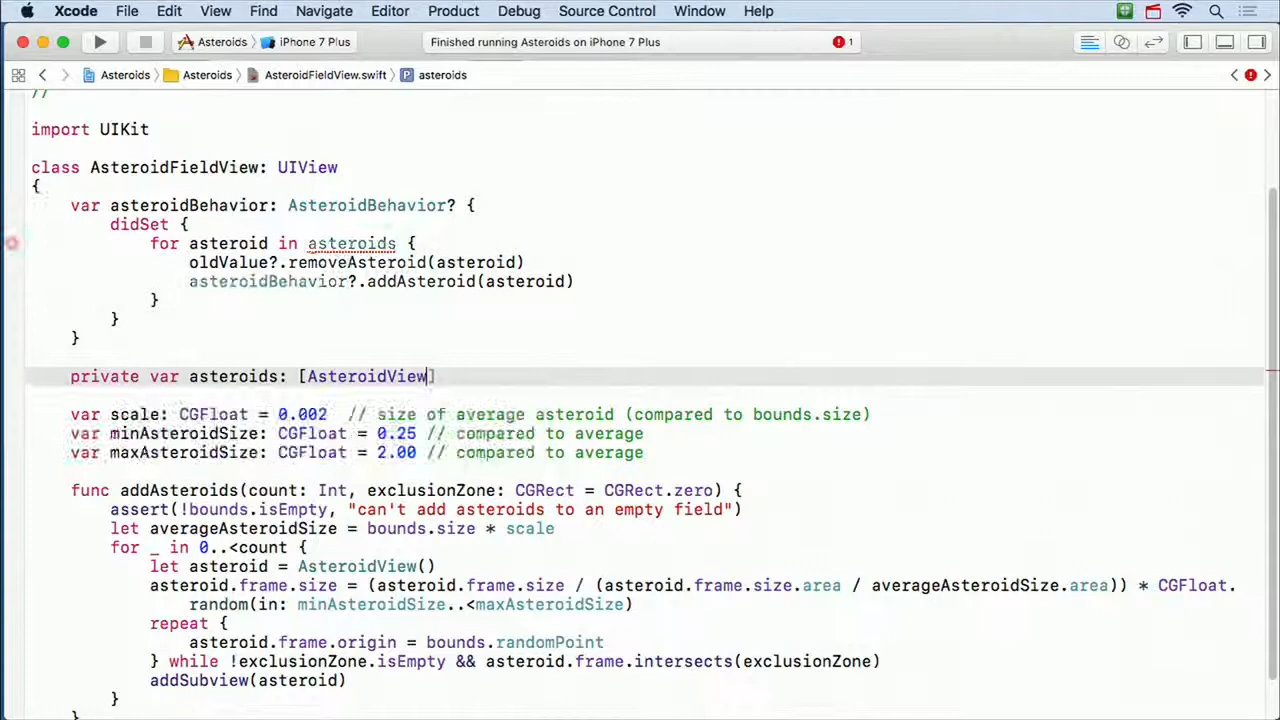 Xcode File Edit View Find Navigate Editor Product Debug Source Control Window Help
Asteroids iPhone 7 Plus Finished running Asteroids on iPhone 7 Plus 1
Asteroids Asteroids AsteroidFieldView.swift P asteroids
//
import UIKit
class AsteroidFieldView: UIView
{
var asteroidBehavior: AsteroidBehavior? {
didSet {
for asteroid in asteroids {
oldValue?.removeAsteroid(asteroid)
asteroidBehavior?.addAsteroid(asteroid)
}
}
}
private var asteroids: [AsteroidView]
var scale: CGFloat = 0.002 // size of average asteroid (compared to bounds.size)
var minAsteroidSize: CGFloat = 0.25 // compared to average
var maxAsteroidSize: CGFloat = 2.00 // compared to average
func addAsteroids(count: Int, exclusionZone: CGRect = CGRect.zero) {
assert(!bounds.isEmpty, "can't add asteroids to an empty field")
let averageAsteroidSize = bounds.size * scale
for _ in 0..<count {
let asteroid = AsteroidView()
asteroid.frame.size = (asteroid.frame.size / (asteroid.frame.size.area / averageAsteroidSize.area)) * CGFloat.
random(in: minAsteroidSize..<maxAsteroidSize)
repeat {
asteroid.frame.origin = bounds.randomPoint
} while !exclusionZone.isEmpty && asteroid.frame.intersects(exclusionZone)
addSubview(asteroid)
}
}